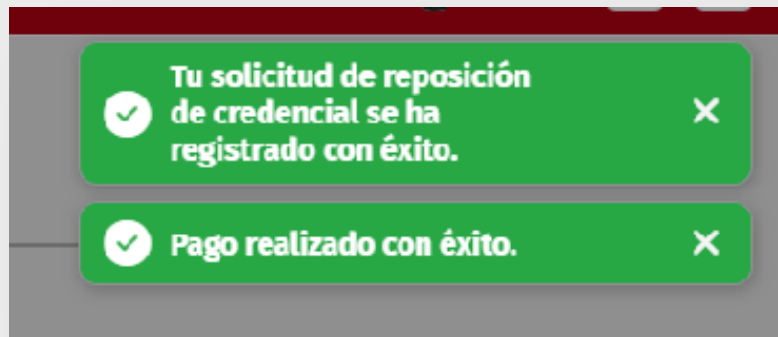 Tu solicitud de reposición
de credencial se ha
registrado con éxito.
Pago realizado con éxito.